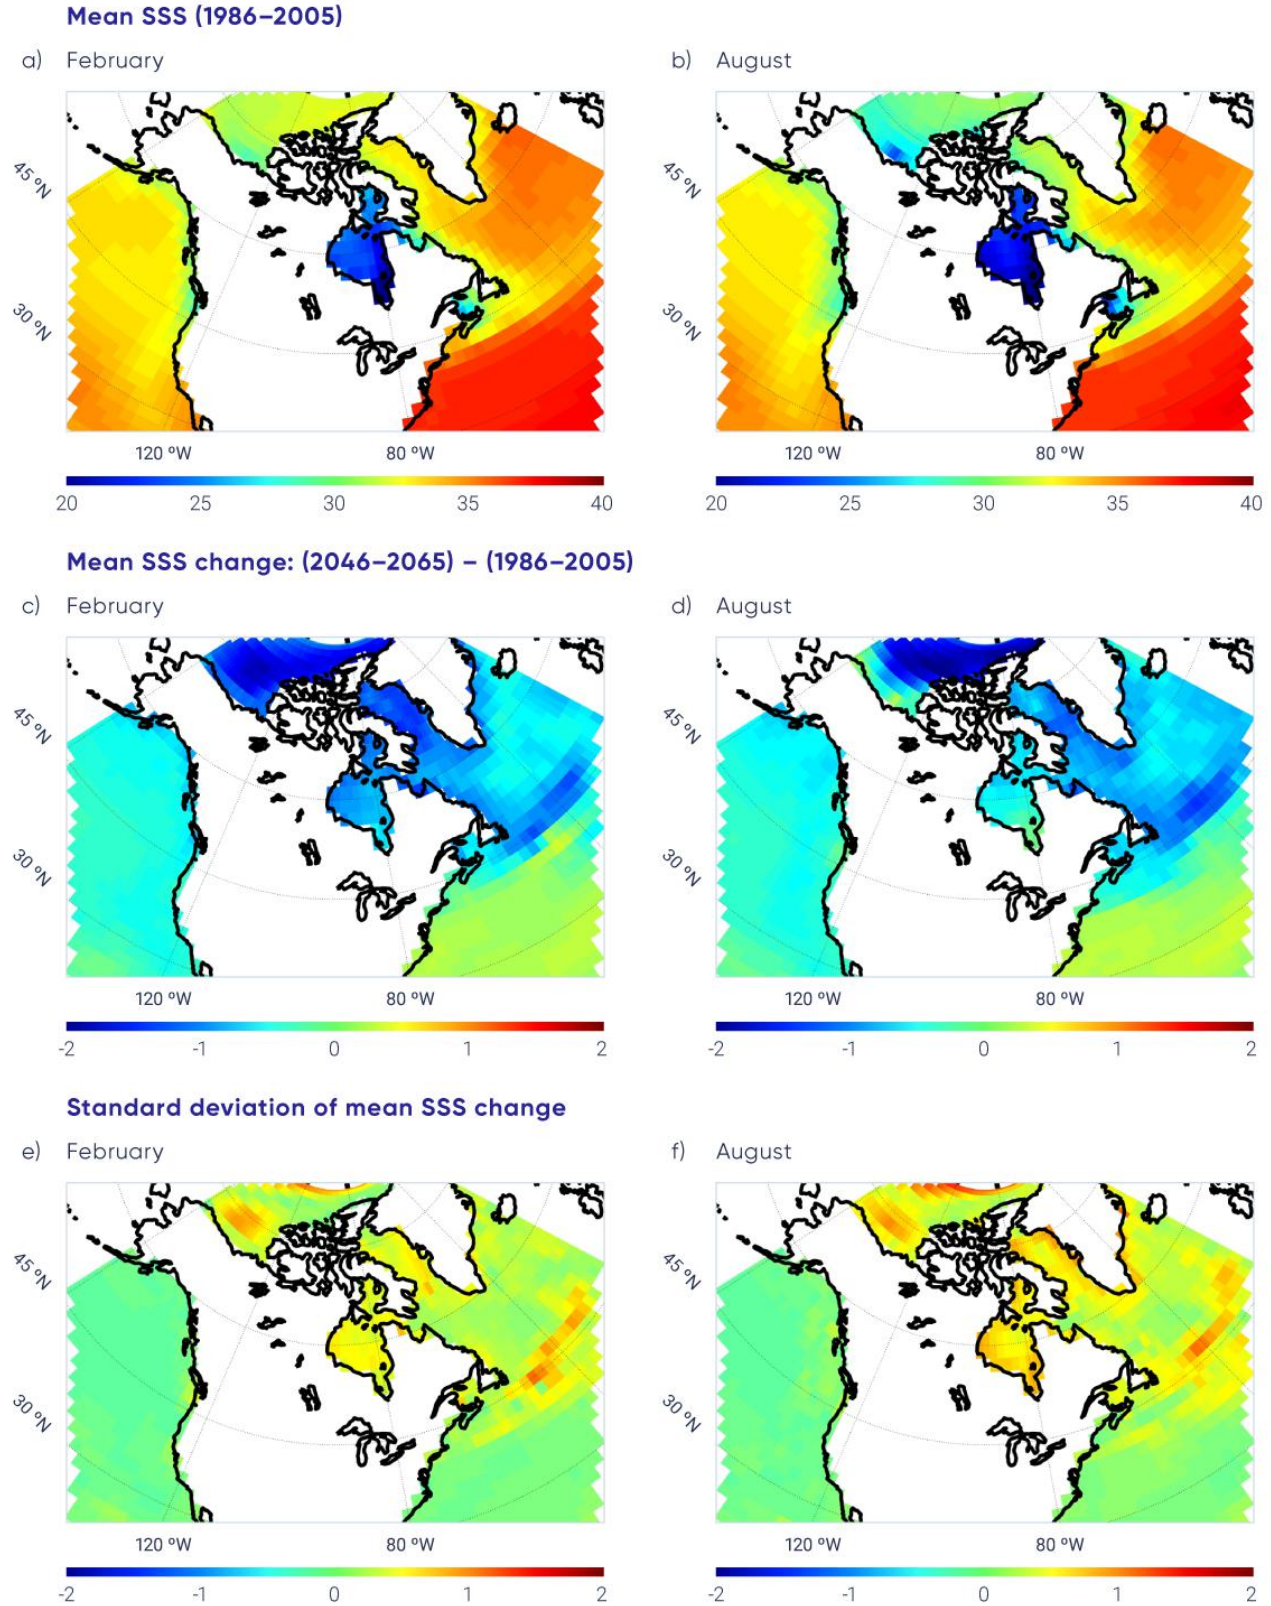 Mean SSS (1986–2005)
a) February
b) August
45 °N
30 °N
120 °W
80 °W
45 °N
30 °N
120 °W
80 °W
20 25 30 35 40
20 25 30 35 40
Mean SSS change: (2046–2065) – (1986–2005)
c) February
d) August
45 °N
30 °N
120 °W
80 °W
45 °N
30 °N
120 °W
80 °W
-2 -1 0 1 2
-2 -1 0 1 2
Standard deviation of mean SSS change
e) February
f) August
45 °N
30 °N
120 °W
80 °W
45 °N
30 °N
120 °W
80 °W
-2 -1 0 1 2
-2 -1 0 1 2